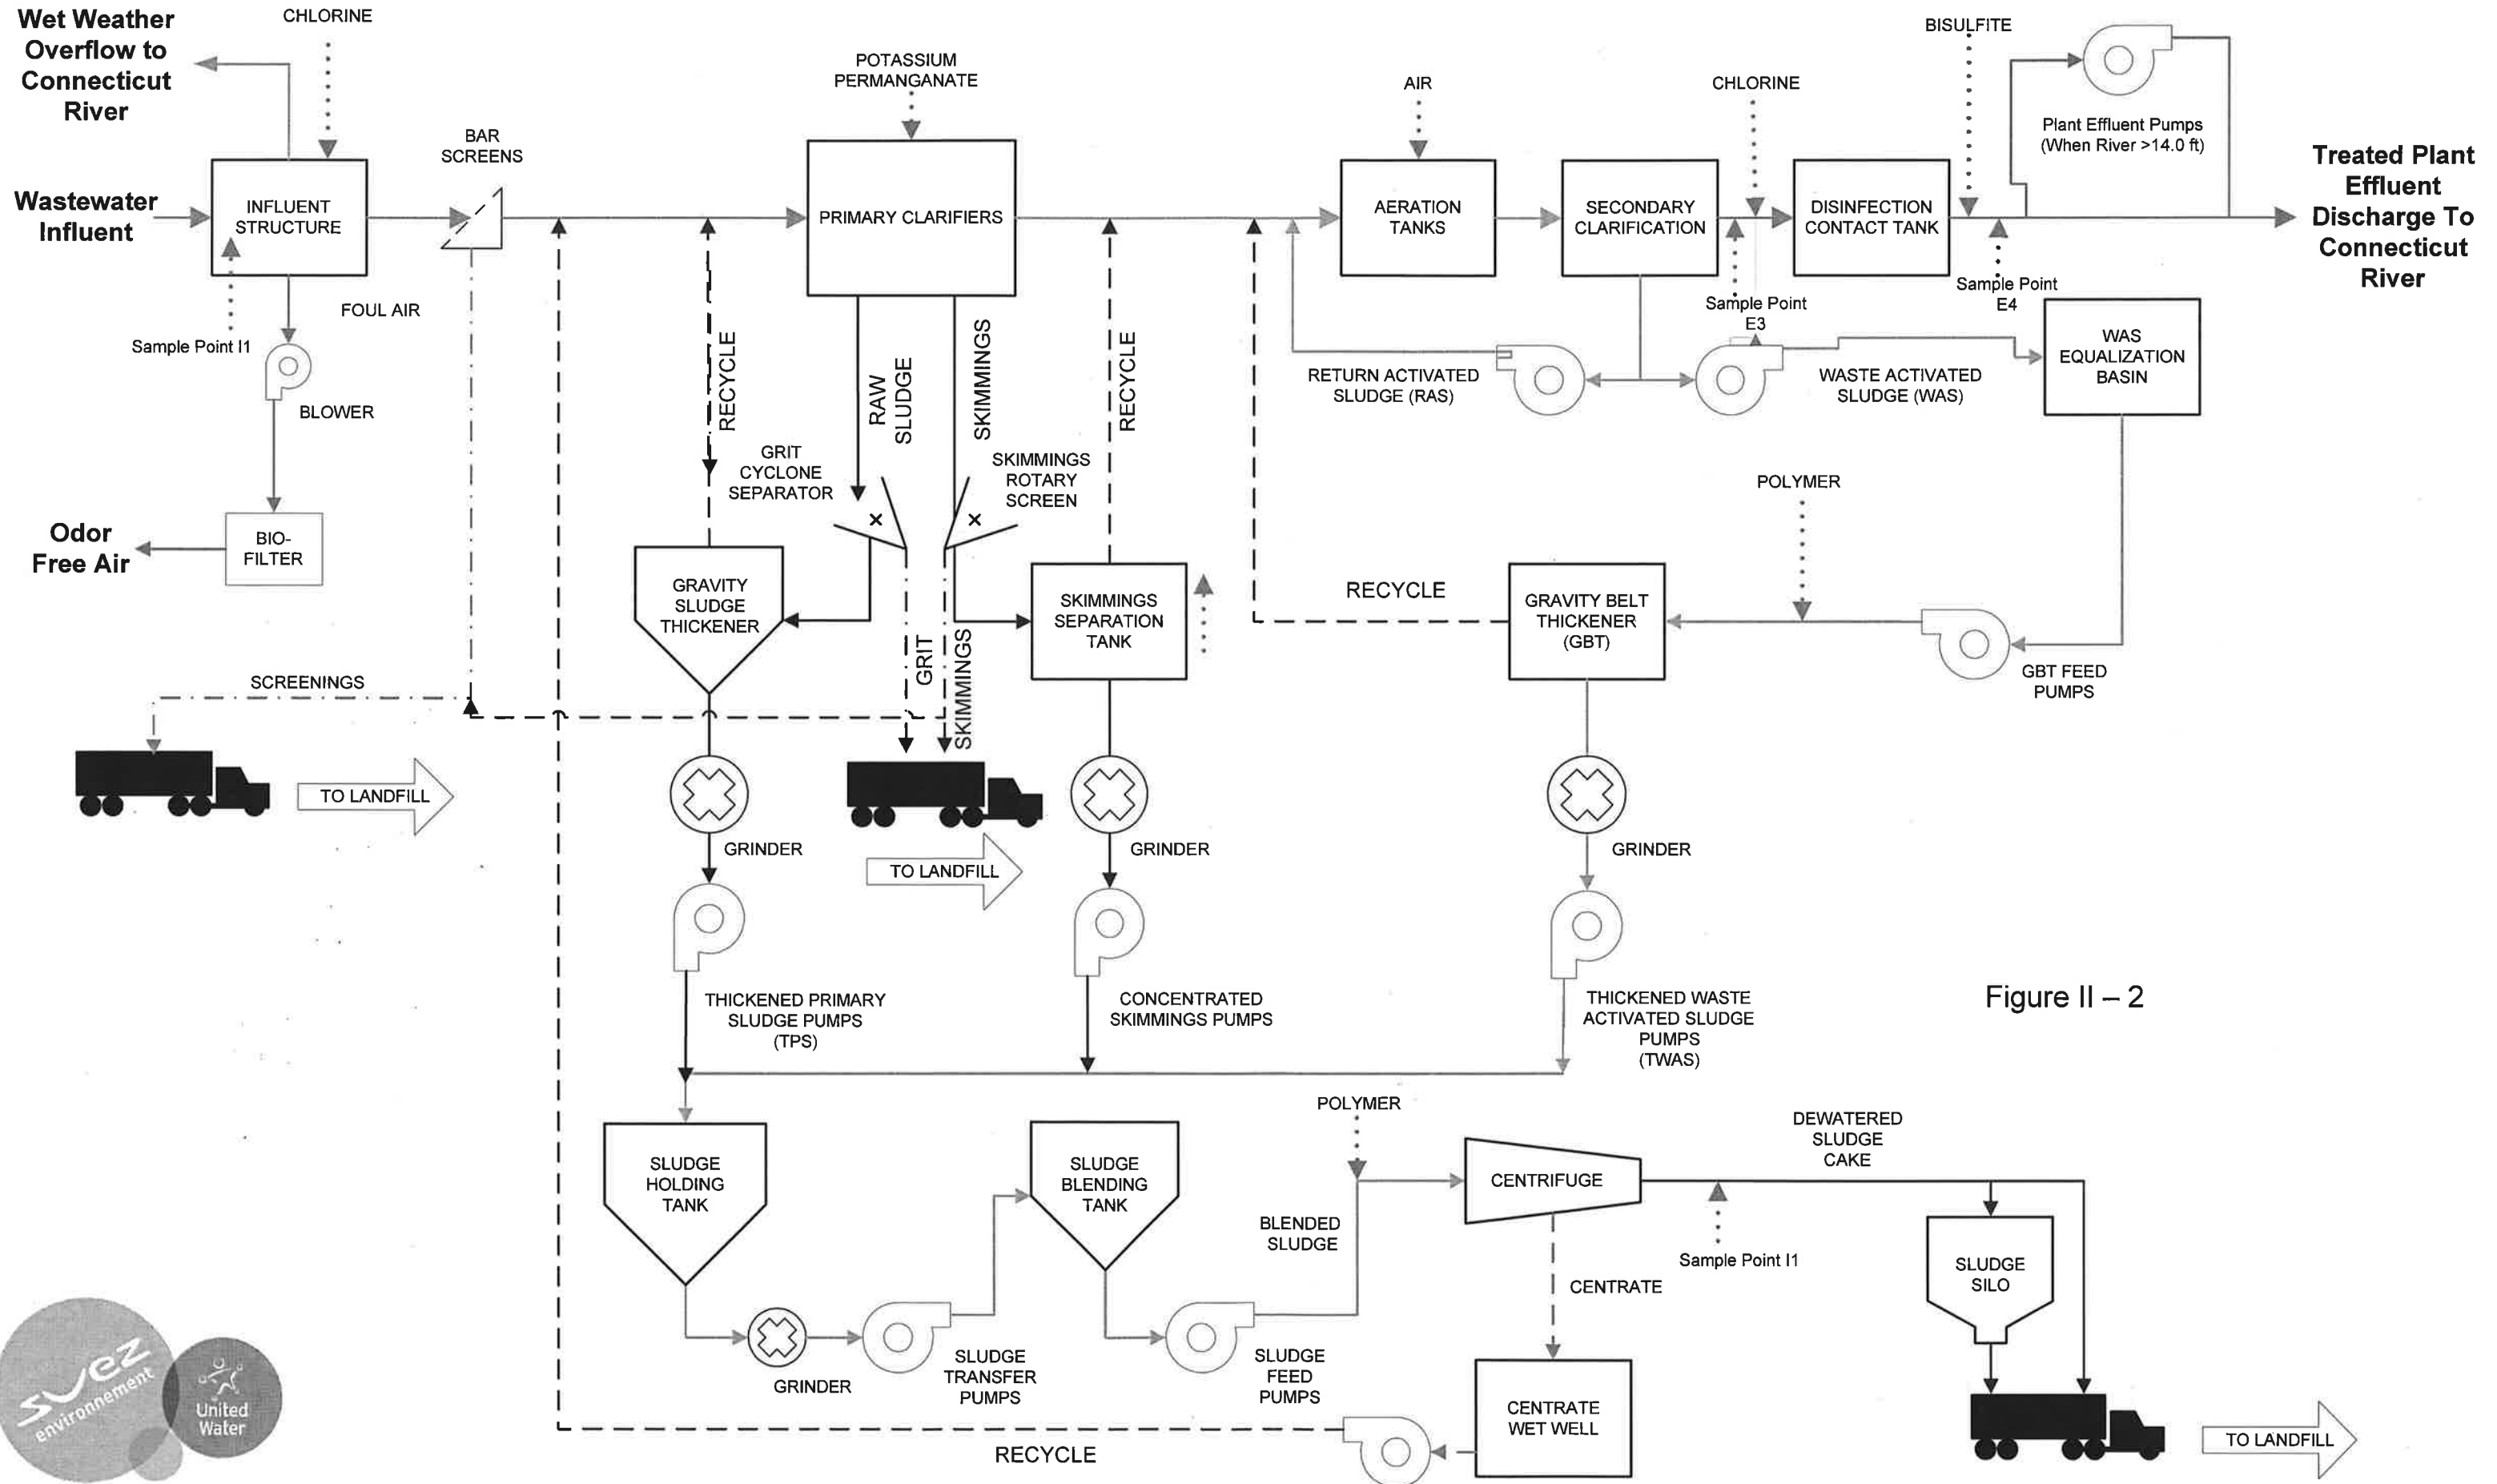 Wet Weather
Overflow to
Connecticut
River
CHLORINE
POTASSIUM
PERMANGANATE
AIR
CHLORINE
BISULFITE
Plant Effluent Pumps
(When River >14.0 ft)
BAR
SCREENS
Wastewater
Influent
INFLUENT
STRUCTURE
PRIMARY CLARIFIERS
AERATION
TANKS
SECONDARY
CLARIFICATION
DISINFECTION
CONTACT TANK
Treated Plant
Effluent
Discharge To
Connecticut
River
Sample Point I1
FOUL AIR
BLOWER
Sample Point
E3
Sample Point
E4
RECYCLE
RAW
SLUDGE
SKIMMINGS
RECYCLE
RETURN ACTIVATED
SLUDGE (RAS)
WASTE ACTIVATED
SLUDGE (WAS)
WAS
EQUALIZATION
BASIN
GRIT
CYCLONE
SEPARATOR
SKIMMINGS
ROTARY
SCREEN
POLYMER
Odor
Free Air
BIO-
FILTER
GRAVITY
SLUDGE
THICKENER
SKIMMINGS
SEPARATION
TANK
RECYCLE
GRAVITY BELT
THICKENER
(GBT)
GBT FEED
PUMPS
GRIT
SKIMMINGS
SCREENINGS
TO LANDFILL
GRINDER
TO LANDFILL
GRINDER
GRINDER
THICKENED PRIMARY
SLUDGE PUMPS
(TPS)
CONCENTRATED
SKIMMINGS PUMPS
THICKENED WASTE
ACTIVATED SLUDGE
PUMPS
(TWAS)
Figure II – 2
SLUDGE
HOLDING
TANK
SLUDGE
BLENDING
TANK
POLYMER
BLENDED
SLUDGE
CENTRIFUGE
DEWATERED
SLUDGE
CAKE
Sample Point I1
CENTRATE
SLUDGE
SILO
GRINDER
SLUDGE
TRANSFER
PUMPS
SLUDGE
FEED
PUMPS
CENTRATE
WET WELL
RECYCLE
TO LANDFILL
SUEZ
environnement
United
Water